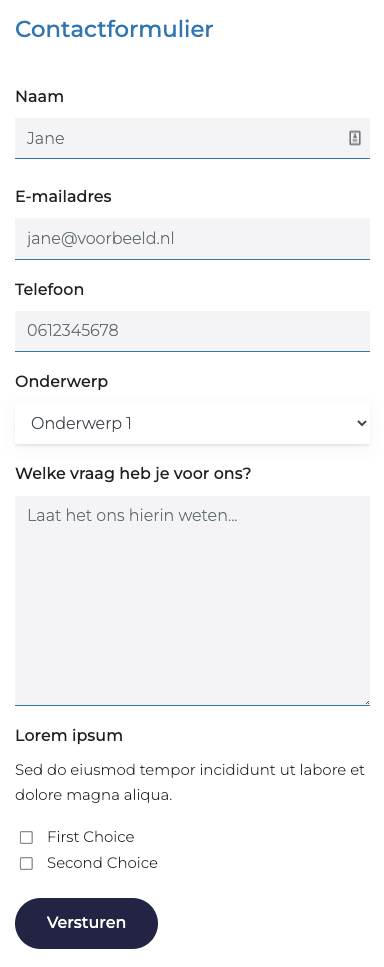 Contactformulier
Naam
Jane
E-mailadres
jane@voorbeeld.nl
Telefoon
0612345678
Onderwerp
Onderwerp 1
Welke vraag heb je voor ons?
Laat het ons hierin weten...
Lorem ipsum
Sed do eiusmod tempor incididunt ut labore et
dolore magna aliqua.
First Choice
Second Choice
Versturen